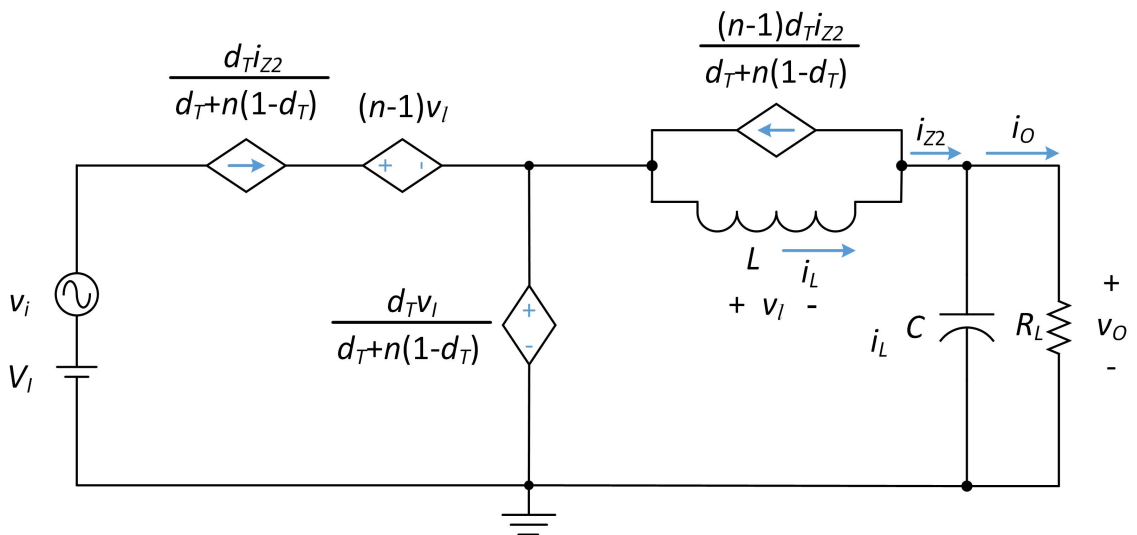 (n-1)d_T i_Z2
d_T+n(1-d_T)
d_T i_Z2
d_T+n(1-d_T)
(n-1)v_l
+ -
i_Z2
i_O
L
i_L
+ v_l -
v_i
V_I
d_T v_I
d_T+n(1-d_T)
+
-
i_L
C
R_L
+
v_O
-